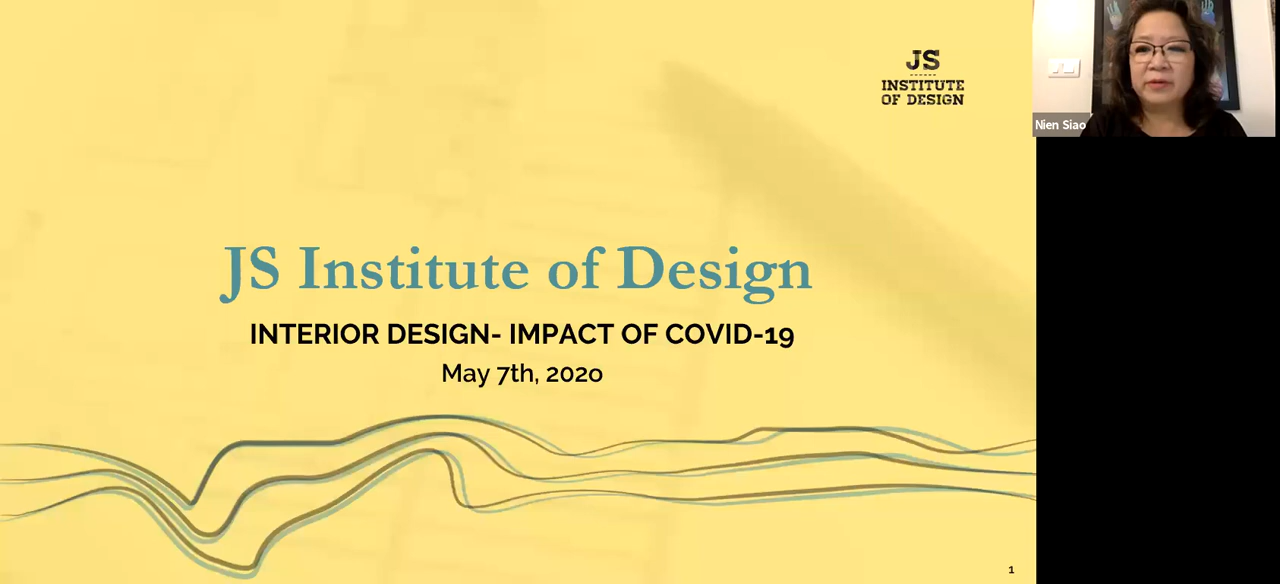 JS
INSTITUTE
OF DESIGN
Nien Siao
JS Institute of Design
INTERIOR DESIGN- IMPACT OF COVID-19
May 7th, 2020
1